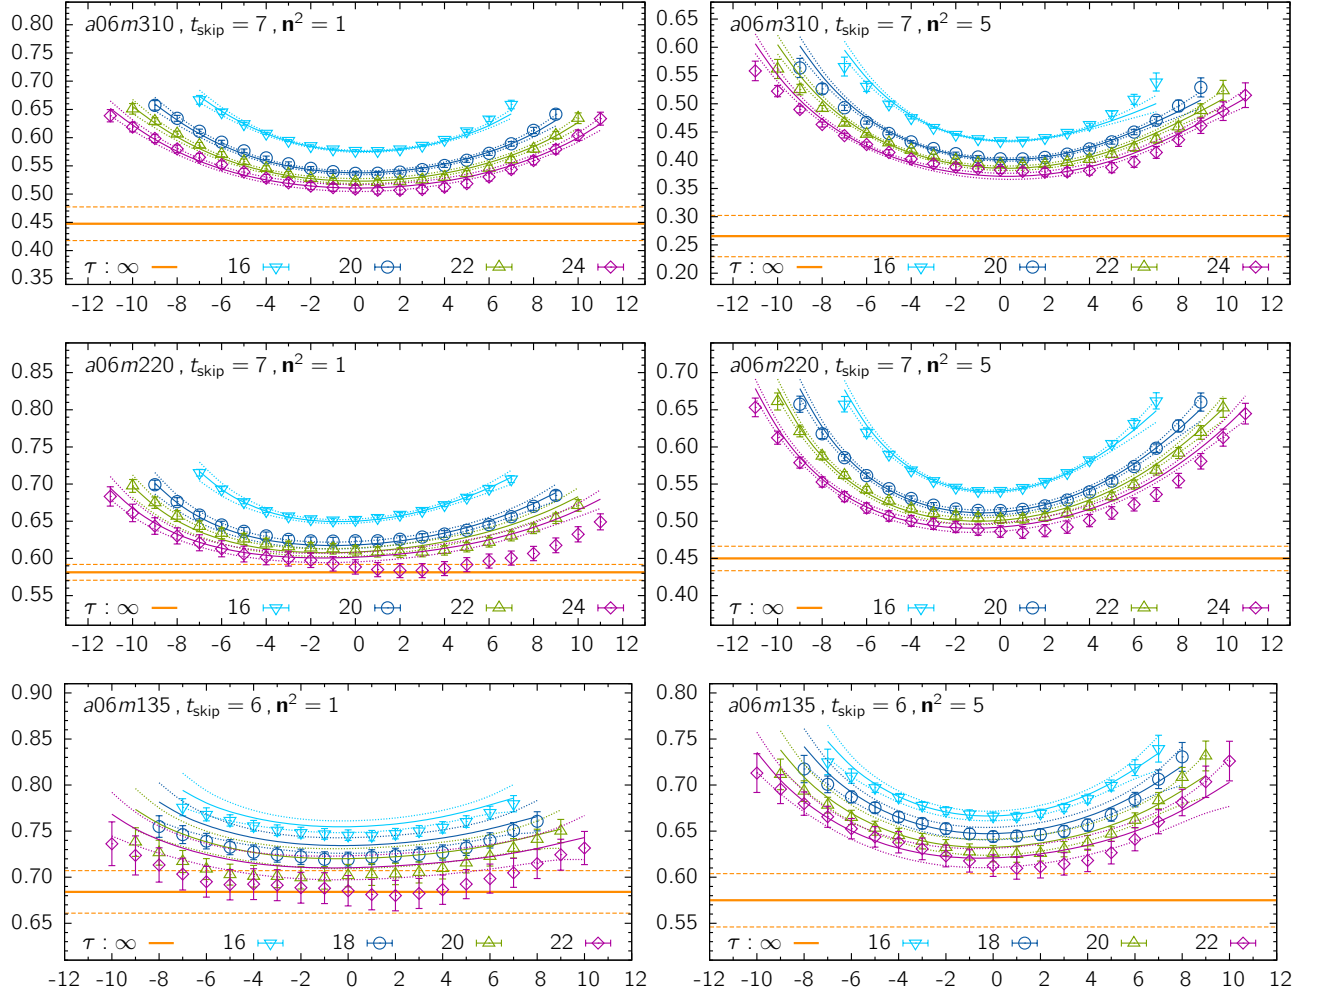 a06m310 , t_skip = 7 , n² = 1
0.80
0.75
0.70
0.65
0.60
0.55
0.50
0.45
0.40
0.35
τ : ∞ 16 20 22 24
-12 -10 -8 -6 -4 -2 0 2 4 6 8 10 12
a06m310 , t_skip = 7 , n² = 5
0.65
0.60
0.55
0.50
0.45
0.40
0.35
0.30
0.25
0.20
τ : ∞ 16 20 22 24
-12 -10 -8 -6 -4 -2 0 2 4 6 8 10 12
a06m220 , t_skip = 7 , n² = 1
0.85
0.80
0.75
0.70
0.65
0.60
0.55
τ : ∞ 16 20 22 24
-12 -10 -8 -6 -4 -2 0 2 4 6 8 10 12
a06m220 , t_skip = 7 , n² = 5
0.70
0.65
0.60
0.55
0.50
0.45
0.40
τ : ∞ 16 20 22 24
-12 -10 -8 -6 -4 -2 0 2 4 6 8 10 12
a06m135 , t_skip = 6 , n² = 1
0.90
0.85
0.80
0.75
0.70
0.65
τ : ∞ 16 18 20 22
-12 -10 -8 -6 -4 -2 0 2 4 6 8 10 12
a06m135 , t_skip = 6 , n² = 5
0.80
0.75
0.70
0.65
0.60
0.55
τ : ∞ 16 18 20 22
-12 -10 -8 -6 -4 -2 0 2 4 6 8 10 12